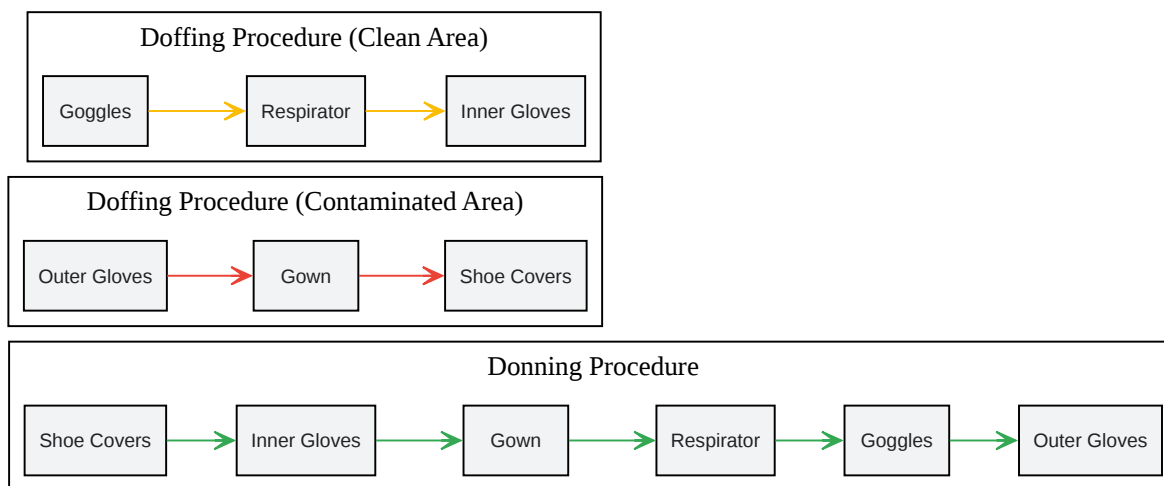 Doffing Procedure (Clean Area)
Goggles
Respirator
Inner Gloves
Doffing Procedure (Contaminated Area)
Outer Gloves
Gown
Shoe Covers
Donning Procedure
Shoe Covers
Inner Gloves
Gown
Respirator
Goggles
Outer Gloves